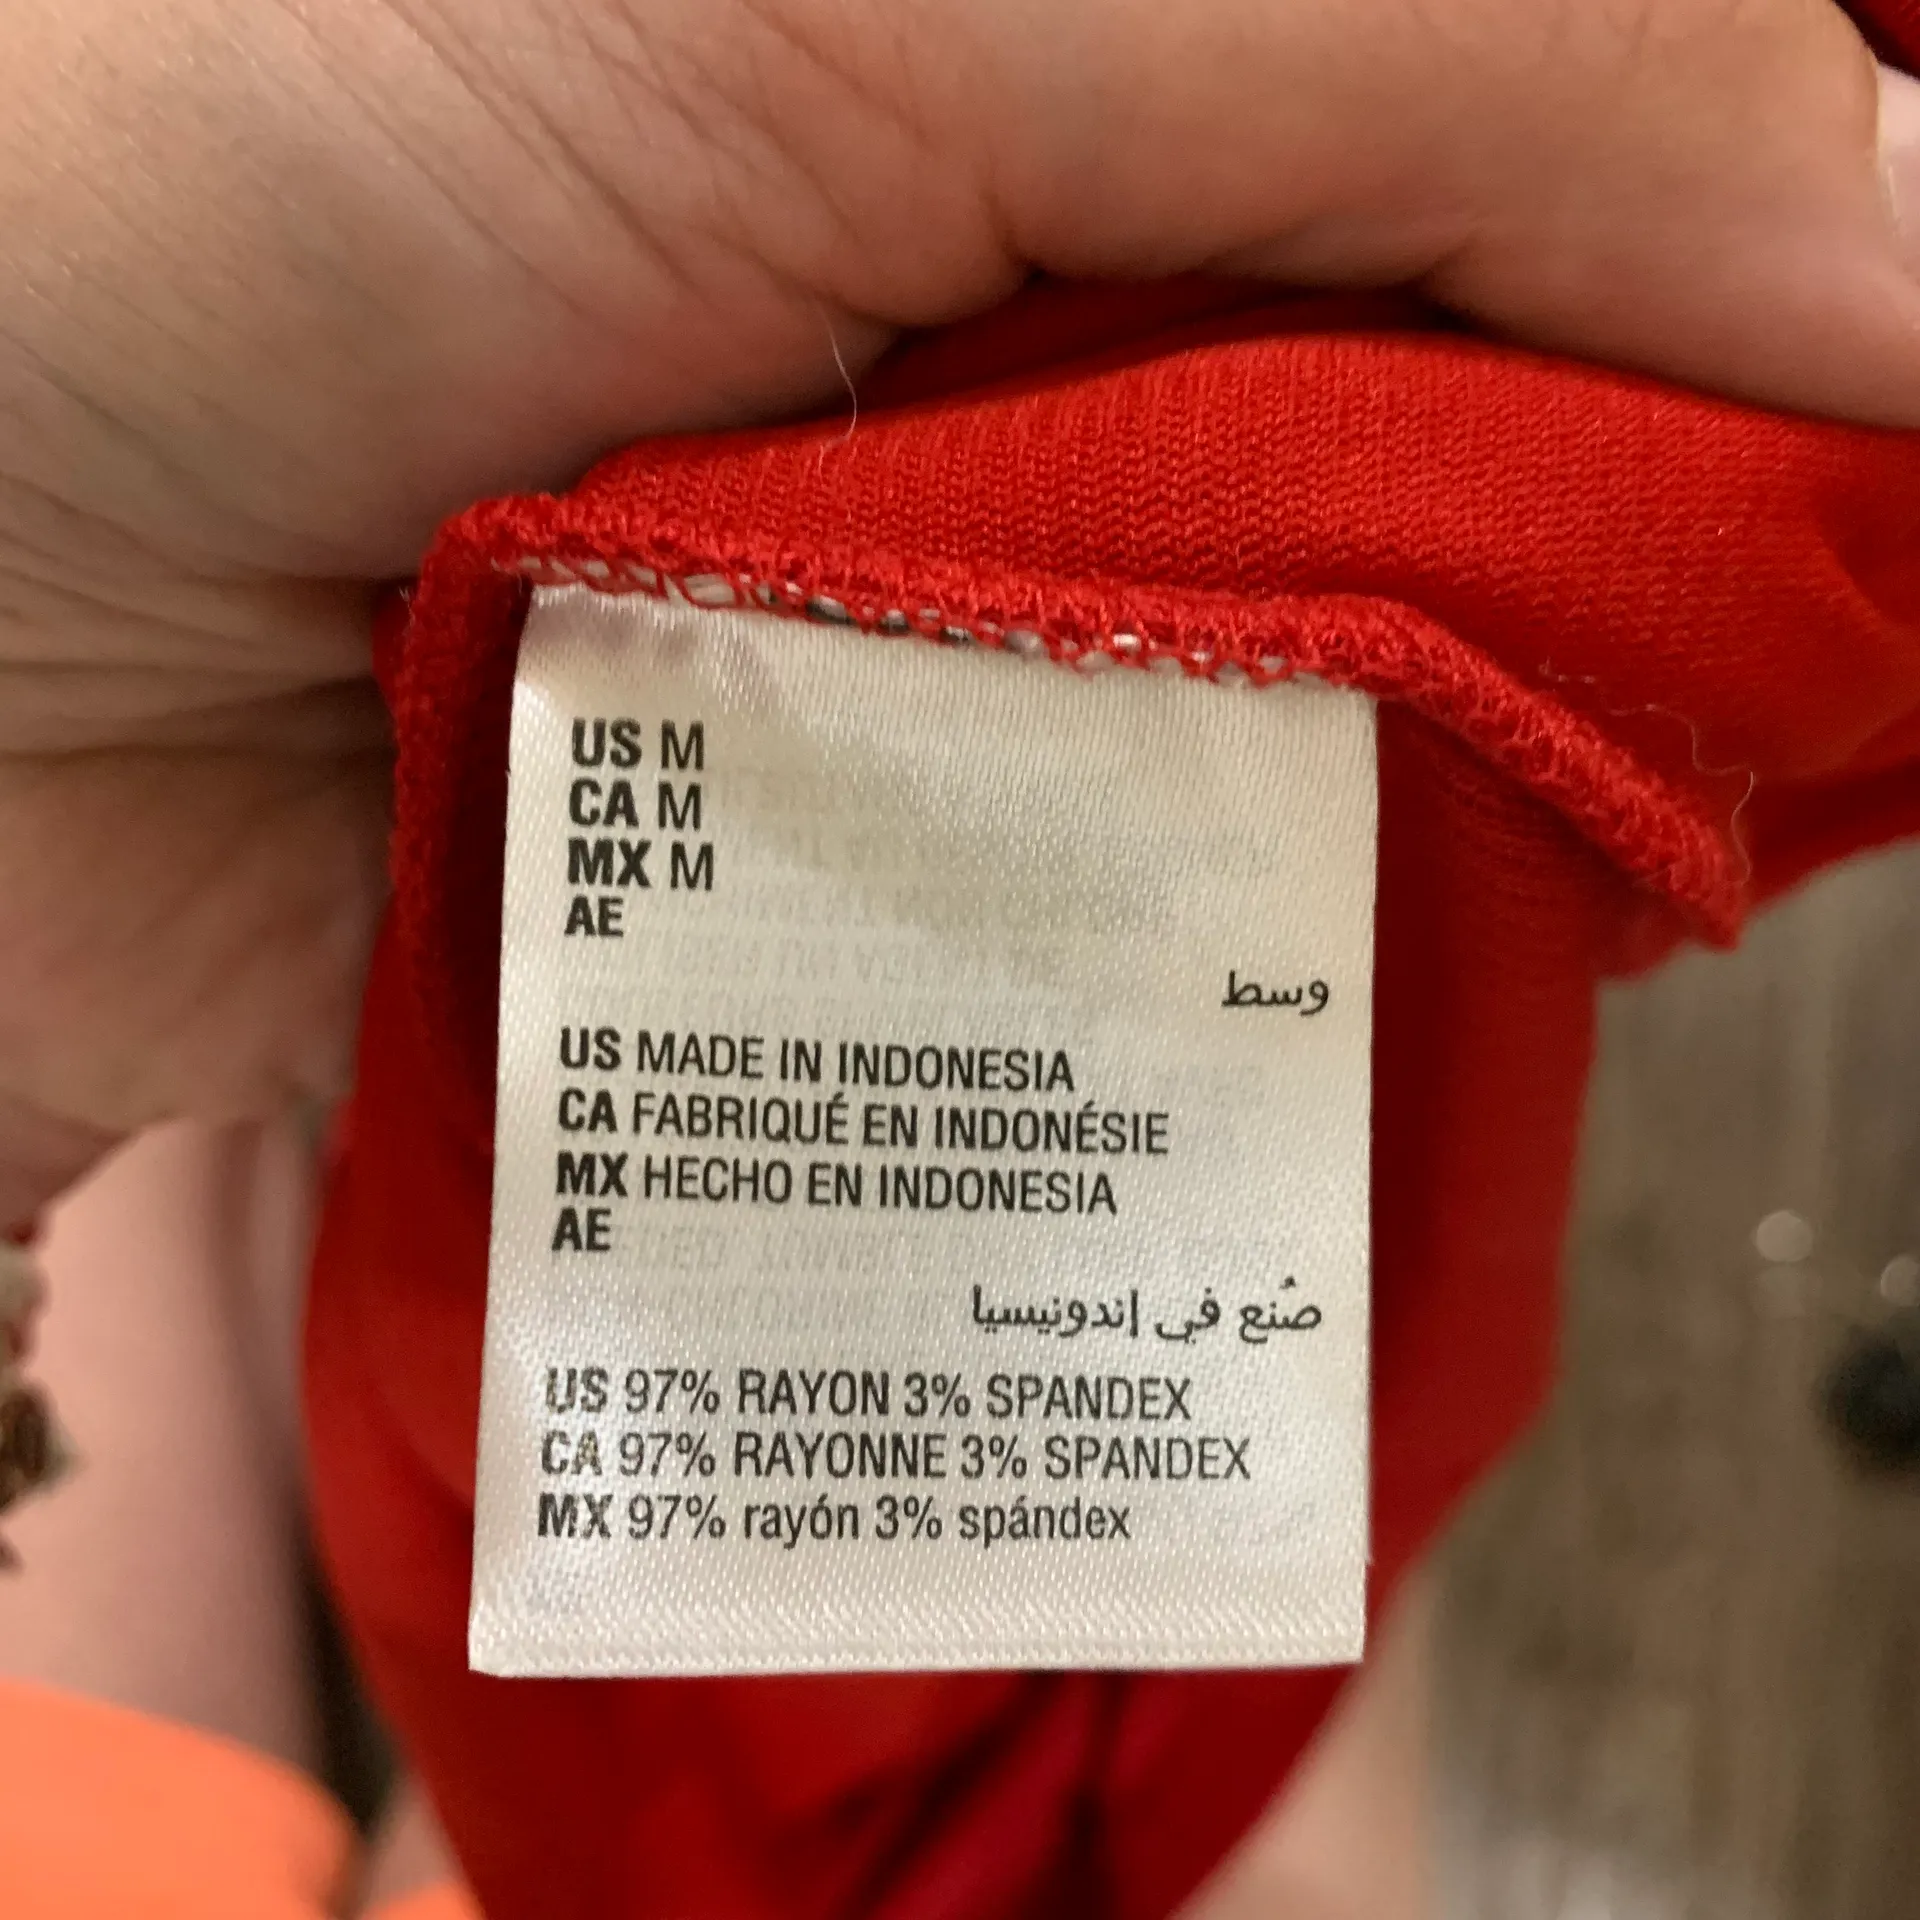 US M
CA M
MX M
AE
وسط
US MADE IN INDONESIA
CA FABRIQUÉ EN INDONÉSIE
MX HECHO EN INDONESIA
AE
صُنع في إندونيسيا
US 97% RAYON 3% SPANDEX
CA 97% RAYONNE 3% SPANDEX
MX 97% rayón 3% spándex